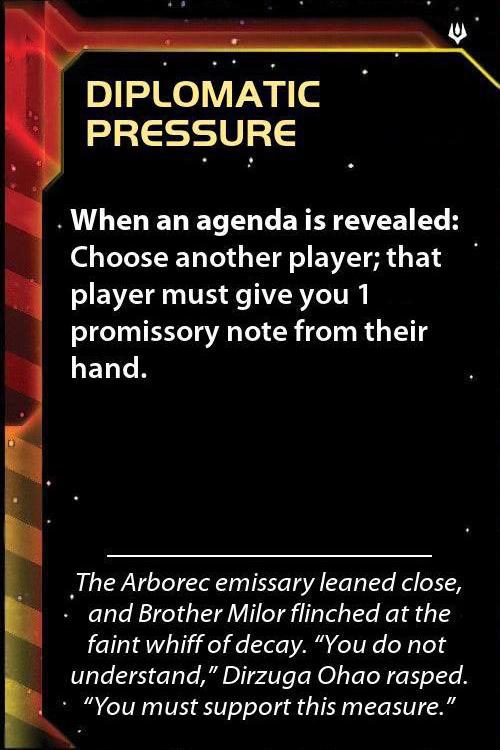 DIPLOMATIC
PRESSURE
When an agenda is revealed:
Choose another player; that
player must give you 1
promissory note from their
hand.
The Arborec emissary leaned close,
and Brother Milor flinched at the
faint whiff of decay. “You do not
understand,” Dirzuga Ohao rasped.
“You must support this measure.”